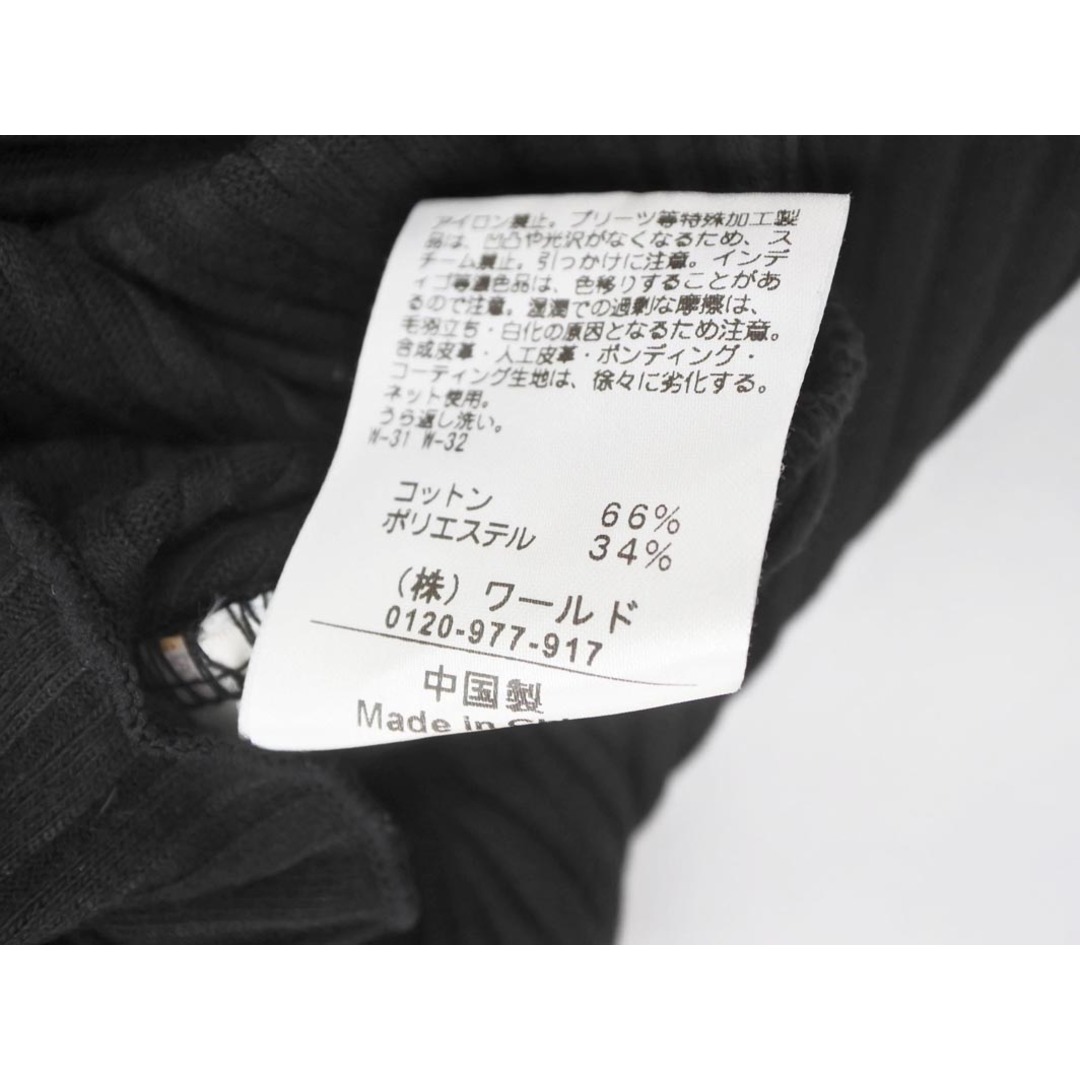 アイロン禁止。プリーツ等特殊加工製
品は、凹凸や光沢がなくなるため、ス
チーム禁止。引っかけに注意。インデ
ィゴ等濃色品は、色移りすることがあ
るので注意。湿潤での過剰な摩擦は、
毛羽立ち・白化の原因となるため注意。
合成皮革・人工皮革・ボンディング・
コーティング生地は、徐々に劣化する。
ネット使用。
うら返し洗い。
W-31 W-32
コットン 66%
ポリエステル 34%
(株)ワールド
0120-977-917
中国製
Made in